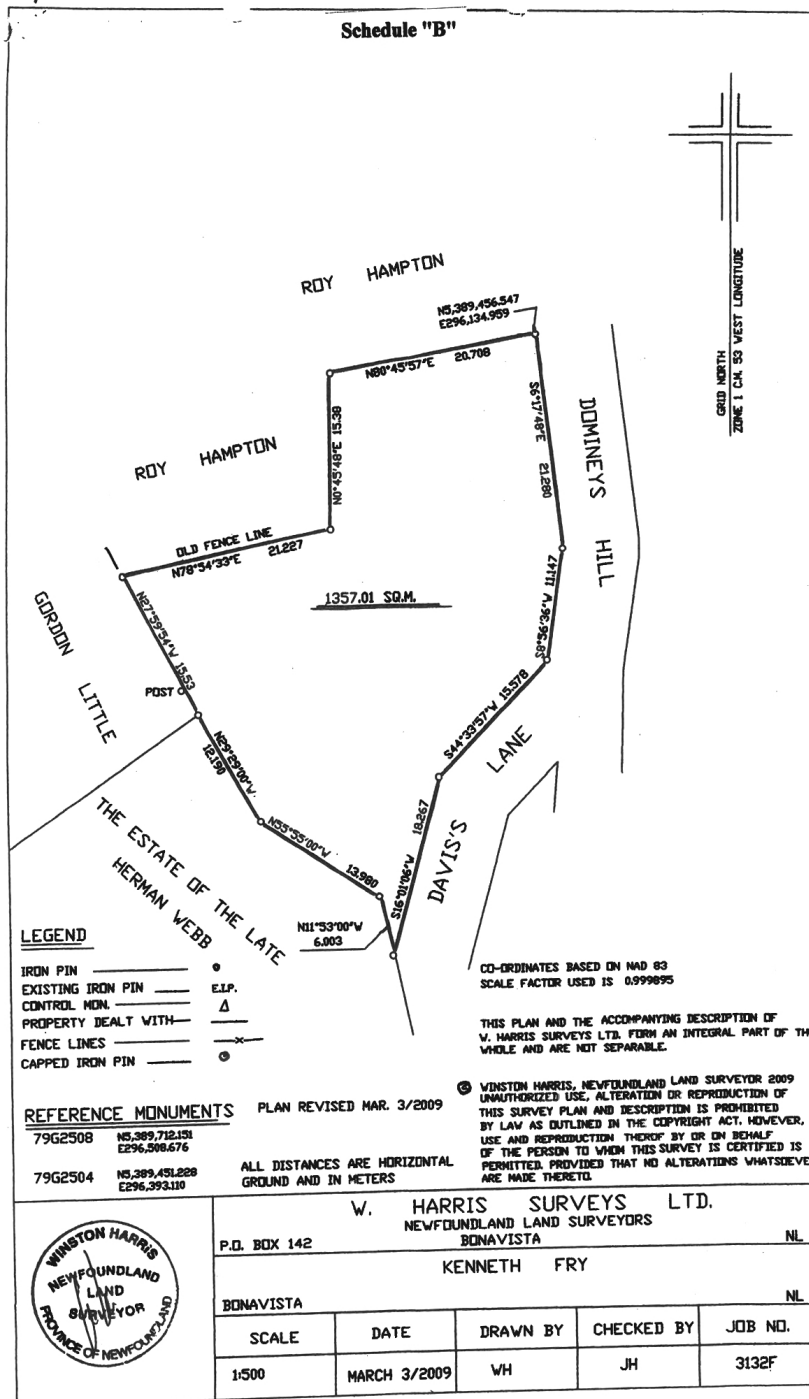 Schedule "B"
ROY HAMPTON
N5,389,456.547
E296,134.959
N80°45'57"E 20.708
GRID NORTH
ZONE 1 C.M. 53 WEST LONGITUDE
S6°17'48"E 21.280
DOMINEYS HILL
N0°45'48"E 15.38
ROY HAMPTON
OLD FENCE LINE
N78°54'33"E 21.227
1357.01 SQ.M.
S8°56'36"W 11.147
N27°59'54"W 15.53
GORDON LITTLE
POST
S44°33'57"W 15.578
N29°29'00"W
12.190
DAVIS'S LANE
S16°01'06"W 18.267
N55°55'00"W 13.980
THE ESTATE OF THE LATE
HERMAN WEBB
N11°53'00"W
6.003
LEGEND
IRON PIN
EXISTING IRON PIN E.I.P.
CONTROL MON.
PROPERTY DEALT WITH
FENCE LINES
CAPPED IRON PIN
CO-ORDINATES BASED ON NAD 83
SCALE FACTOR USED IS 0.999895
THIS PLAN AND THE ACCOMPANYING DESCRIPTION OF
W. HARRIS SURVEYS LTD. FORM AN INTEGRAL PART OF TH
WHOLE AND ARE NOT SEPARABLE.
© WINSTON HARRIS, NEWFOUNDLAND LAND SURVEYOR 2009
UNAUTHORIZED USE, ALTERATION OR REPRODUCTION OF
THIS SURVEY PLAN AND DESCRIPTION IS PROHIBITED
BY LAW AS OUTLINED IN THE COPYRIGHT ACT. HOWEVER,
USE AND REPRODUCTION THEROF BY OR ON BEHALF
OF THE PERSON TO WHOM THIS SURVEY IS CERTIFIED IS
PERMITTED, PROVIDED THAT NO ALTERATIONS WHATSOEVE
ARE MADE THERETO.
REFERENCE MONUMENTS
79G2508 N5,389,712.151
E296,508.676
79G2504 N5,389,451.228
E296,393.110
PLAN REVISED MAR. 3/2009
ALL DISTANCES ARE HORIZONTAL
GROUND AND IN METERS
WINSTON HARRIS
NEWFOUNDLAND
LAND
SURVEYOR
PROVINCE OF NEWFOUNDLAND
W. HARRIS SURVEYS LTD.
NEWFOUNDLAND LAND SURVEYORS
P.O. BOX 142 BONAVISTA NL
KENNETH FRY
BONAVISTA NL
SCALE DATE DRAWN BY CHECKED BY JOB NO.
1:500 MARCH 3/2009 WH JH 3132F